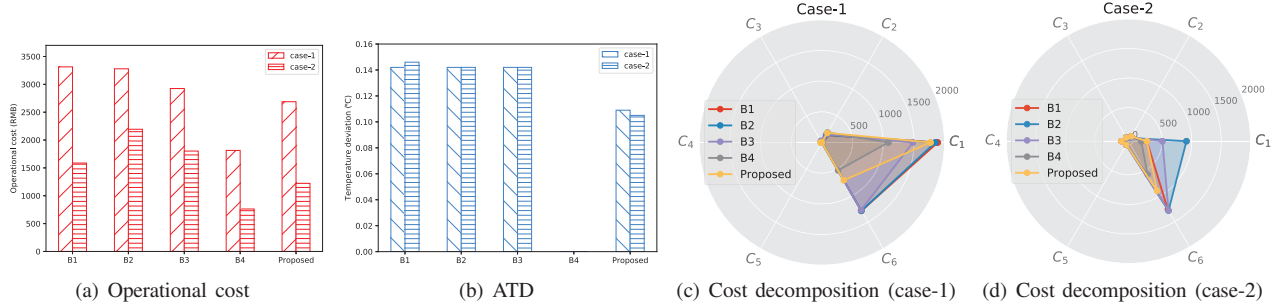 Operational cost (RMB)
3500
3000
2500
2000
1500
1000
500
0
case-1
case-2
B1
B2
B3
B4
Proposed
(a) Operational cost
Temperature deviation (°C)
0.16
0.14
0.12
0.10
0.08
0.06
0.04
0.02
0.00
case-1
case-2
B1
B2
B3
B4
Proposed
(b) ATD
Case-1
C3
C2
2000
1500
1000
500
C4
C1
B1
B2
B3
B4
Proposed
C5
C6
(c) Cost decomposition (case-1)
Case-2
C3
C2
2000
1500
1000
500
0
C4
C1
B1
B2
B3
B4
Proposed
C5
C6
(d) Cost decomposition (case-2)